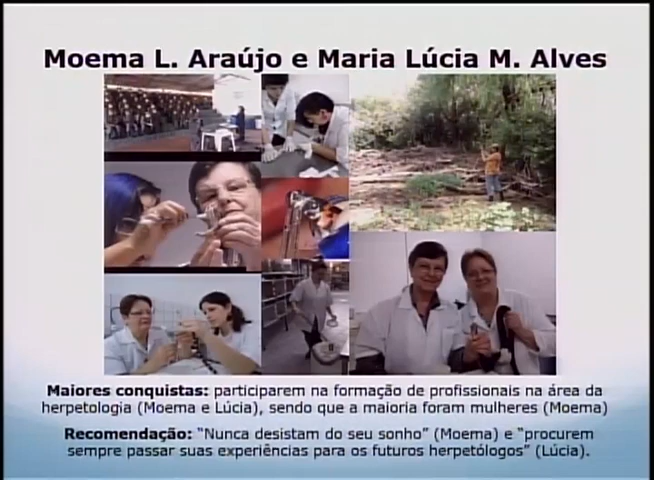 Moema L. Araújo e Maria Lúcia M. Alves
Maiores conquistas: participarem na formação de profissionais na área da
herpetologia (Moema e Lúcia), sendo que a maioria foram mulheres (Moema)
Recomendação: “Nunca desistam do seu sonho” (Moema) e “procurem
sempre passar suas experiências para os futuros herpetólogos” (Lúcia).